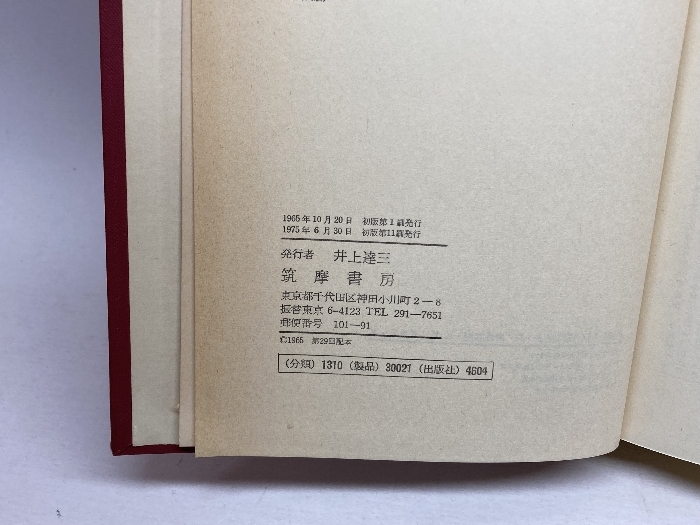 1965年10月20日 初版第1刷発行
1975年6月30日 初版第11刷発行
発行者 井上達三
筑摩書房
東京都千代田区神田小川町2-8
振替東京6-4123 TEL 291-7651
郵便番号 101-91
©1965 第29回配本
(分類) 1310 (製品) 30021 (出版社) 4604